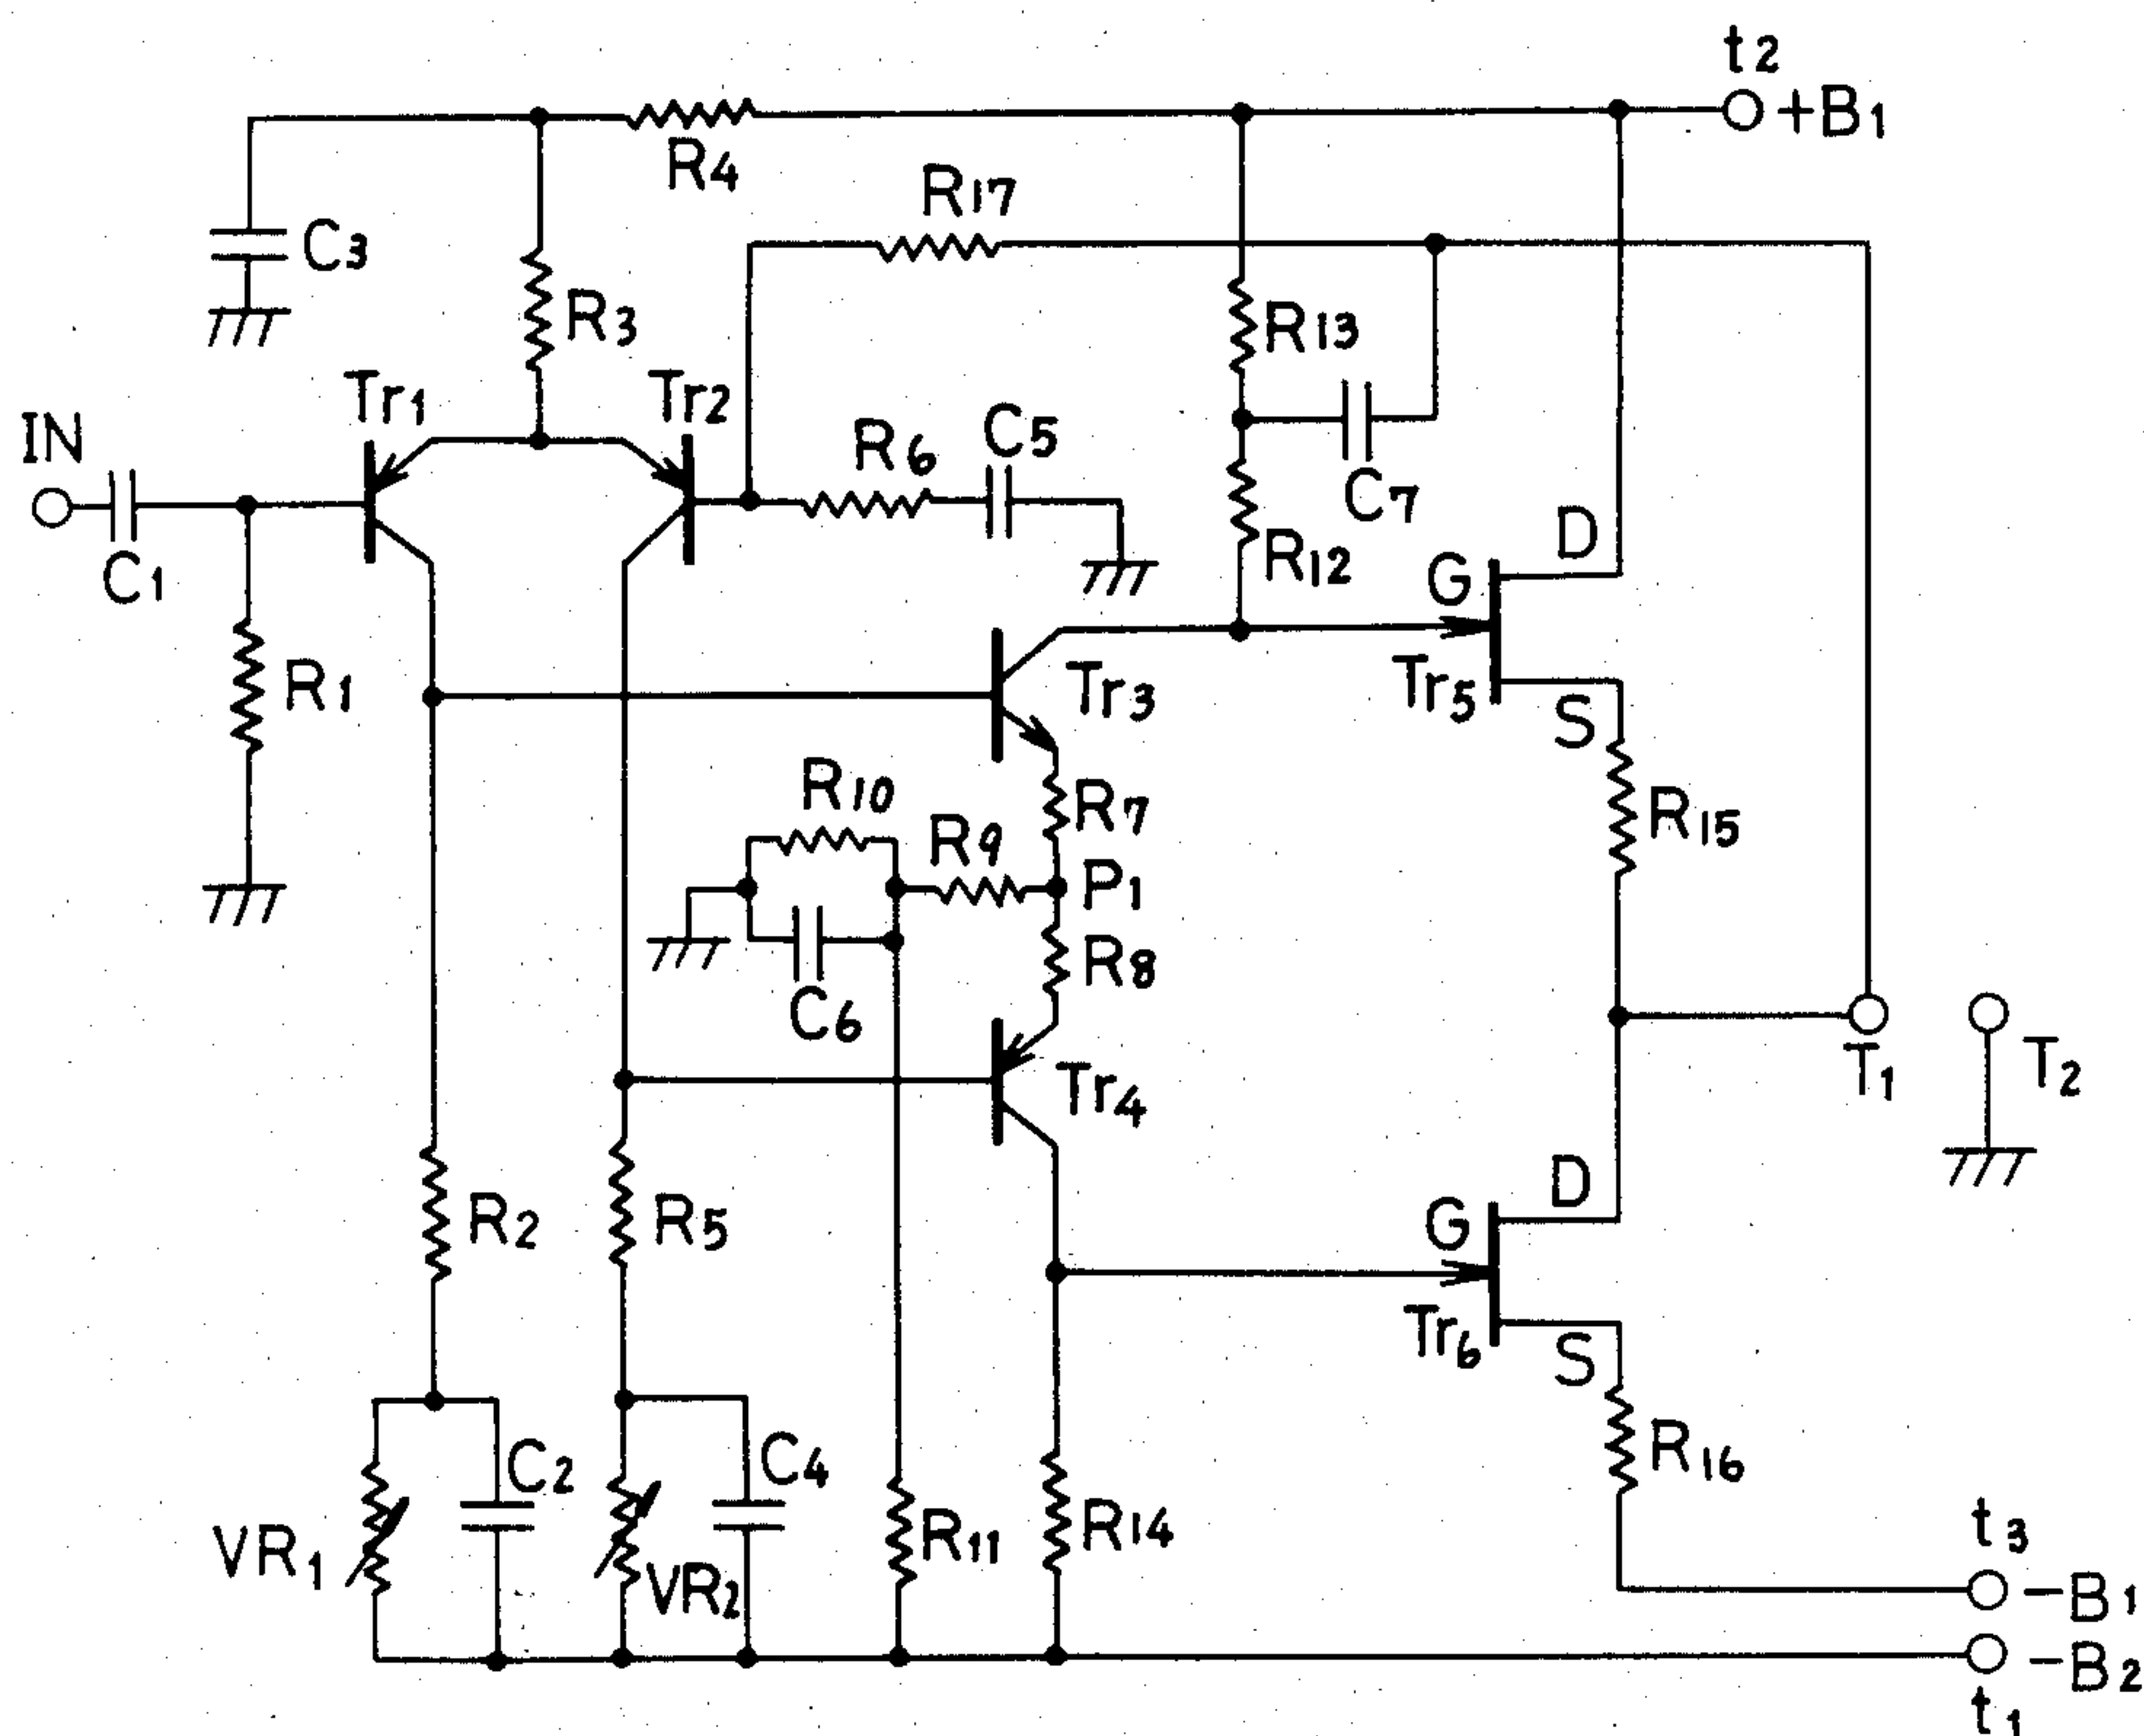 t2
+B1
R4
R17
C3
R3
R13
Tr1
Tr2
IN
R6
C5
C7
C1
R12
D
G
R1
Tr3
Tr5
S
R10
R9
R7
R15
P1
R8
C6
T1
T2
Tr4
D
R2
R5
G
Tr6
S
R16
C2
C4
VR1
VR2
R11
R14
t3
-B1
-B2
t1